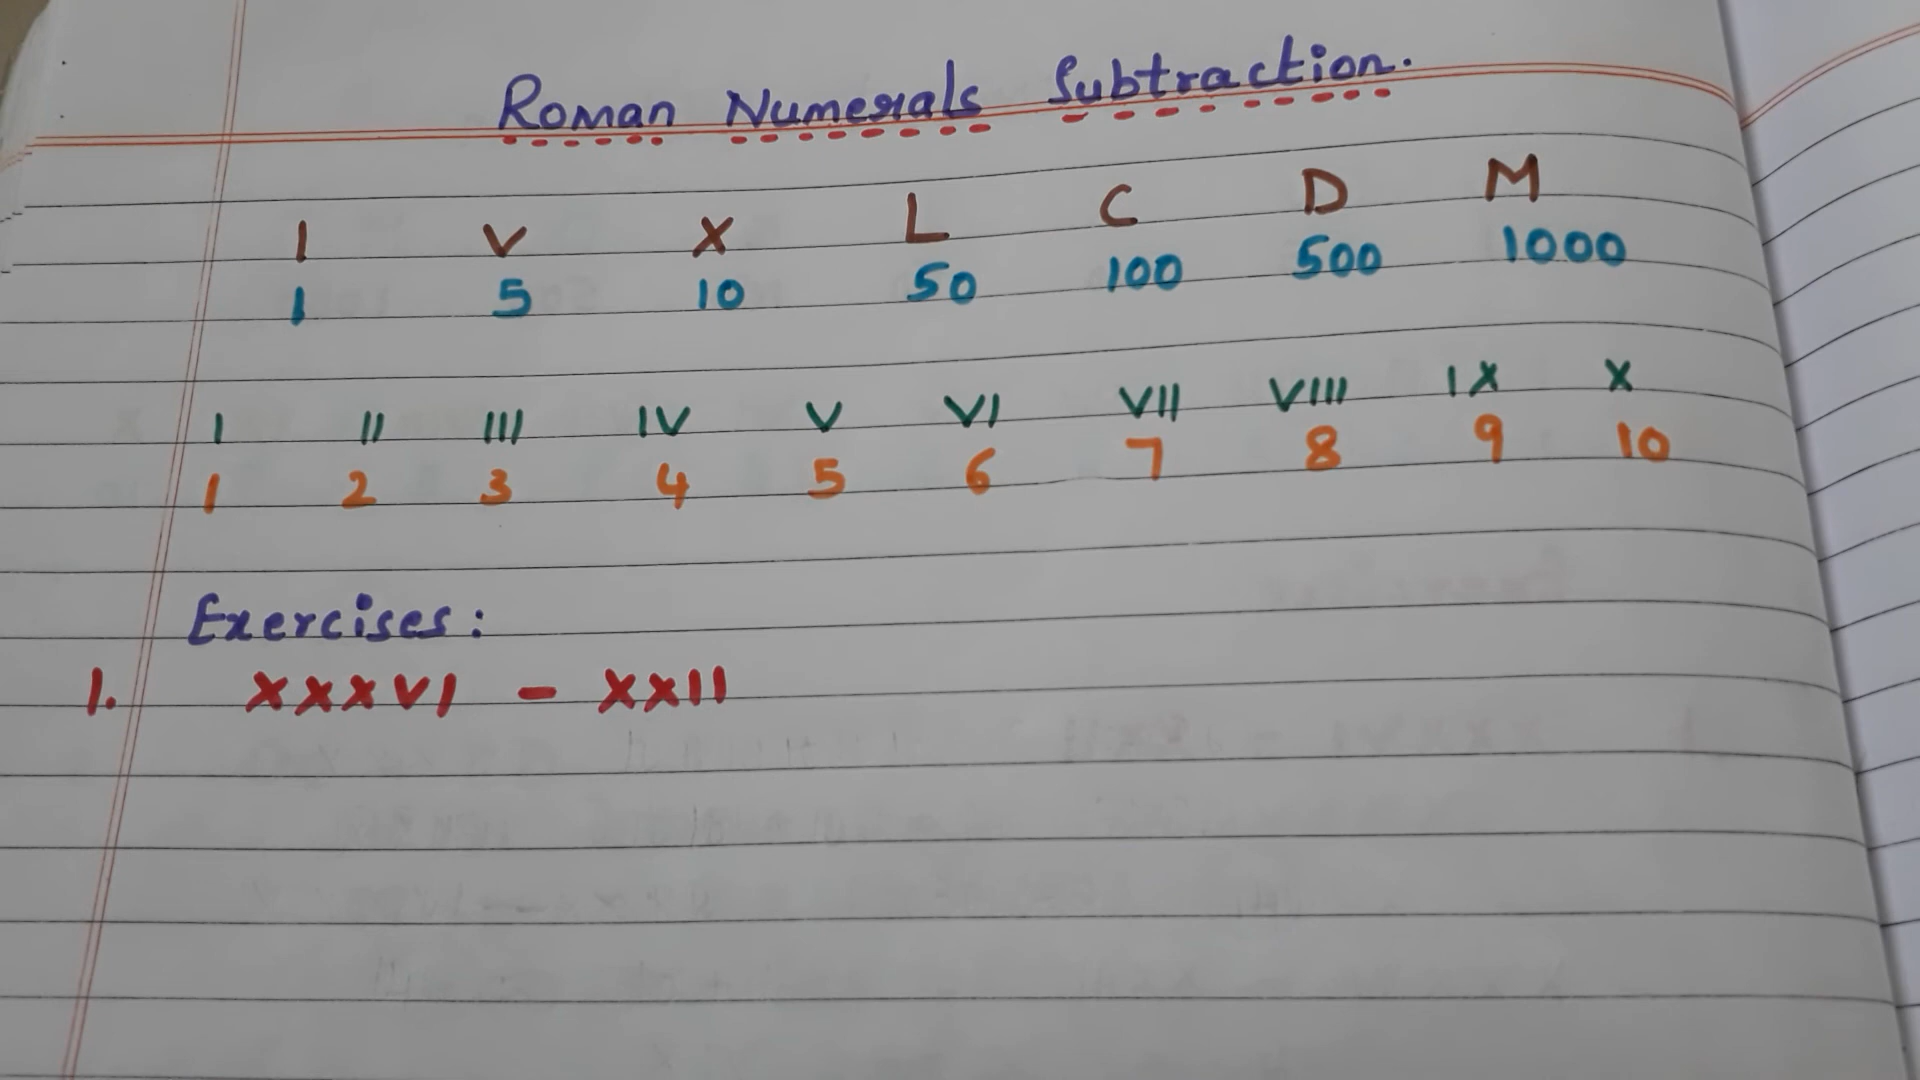 Roman Numerals Subtraction.
I V X L C D M
1 5 10 50 100 500 1000
I II III IV V VI VII VIII IX X
1 2 3 4 5 6 7 8 9 10
Exercises:
1. XXXVI - XXII